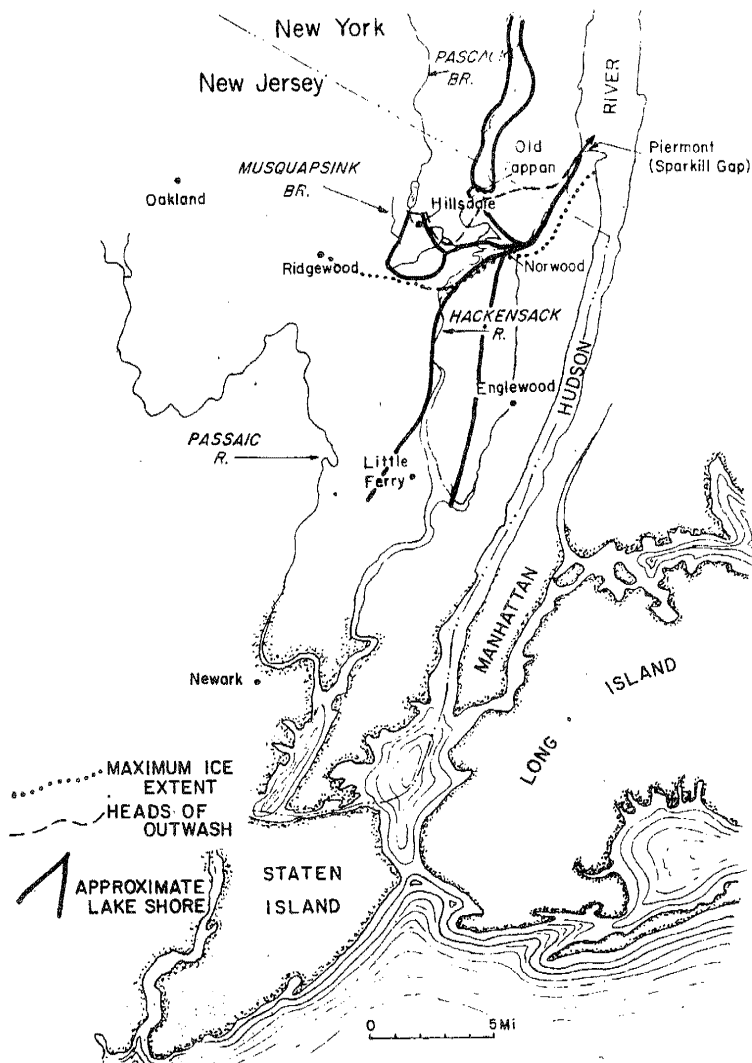 New York
New Jersey
PASCACK
BR.
RIVER
Old
appan
Piermont
(Sparkill Gap)
MUSQUAPSINK
BR.
Oakland
Hillsdale
Ridgewood
Norwood
HACKENSACK
R.
HUDSON
Englewood
PASSAIC
R.
Little
Ferry
MANHATTAN
Newark
LONG
ISLAND
MAXIMUM ICE
EXTENT
HEADS OF
OUTWASH
APPROXIMATE
LAKE SHORE
STATEN
ISLAND
0 5Mi